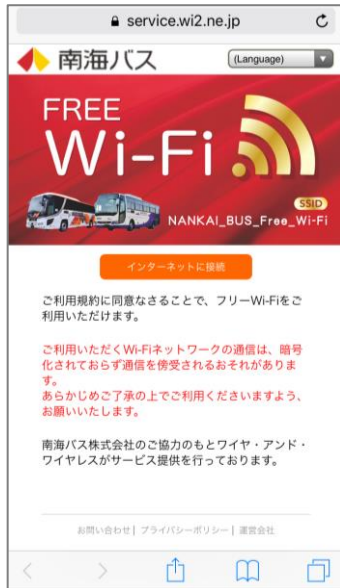 service.wi2.ne.jp
南海バス
(Language)
FREE
Wi-Fi
SSID
NANKAI_BUS_Free_Wi-Fi
インターネットに接続
ご利用規約に同意なさることで、フリーWi-Fiをご
利用いただけます。
ご利用いただくWi-Fiネットワークの通信は、暗号
化されておらず通信を傍受されるおそれがありま
す。
あらかじめご了承の上でご利用くださいますよう、
お願いいたします。
南海バス株式会社のご協力のもとワイヤ・アンド・
ワイヤレスがサービス提供を行っております。
お問い合わせ| プライバシーポリシー| 運営会社